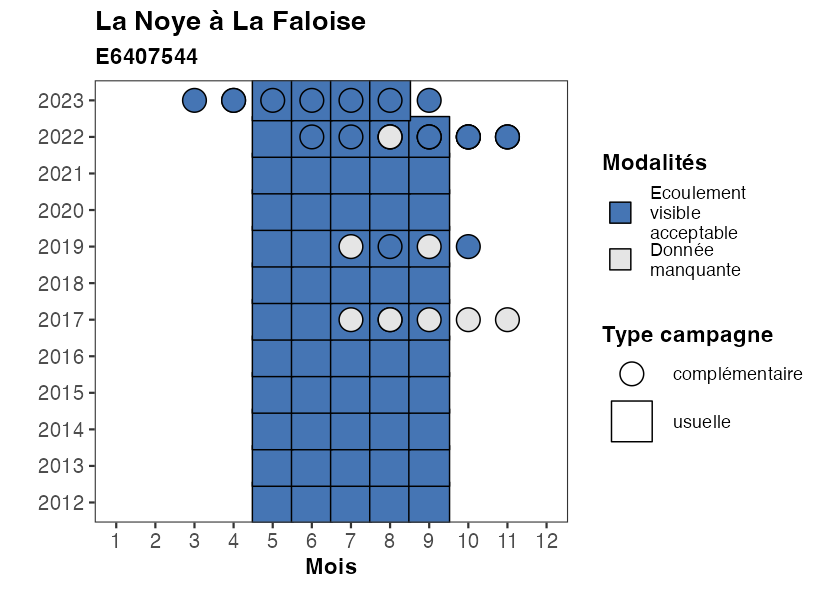 La Noye à La Faloise
E6407544
2023
2022
2021
2020
2019
2018
2017
2016
2015
2014
2013
2012
1 2 3 4 5 6 7 8 9 10 11 12
Mois
Modalités
Ecoulement
visible
acceptable
Donnée
manquante
Type campagne
complémentaire
usuelle